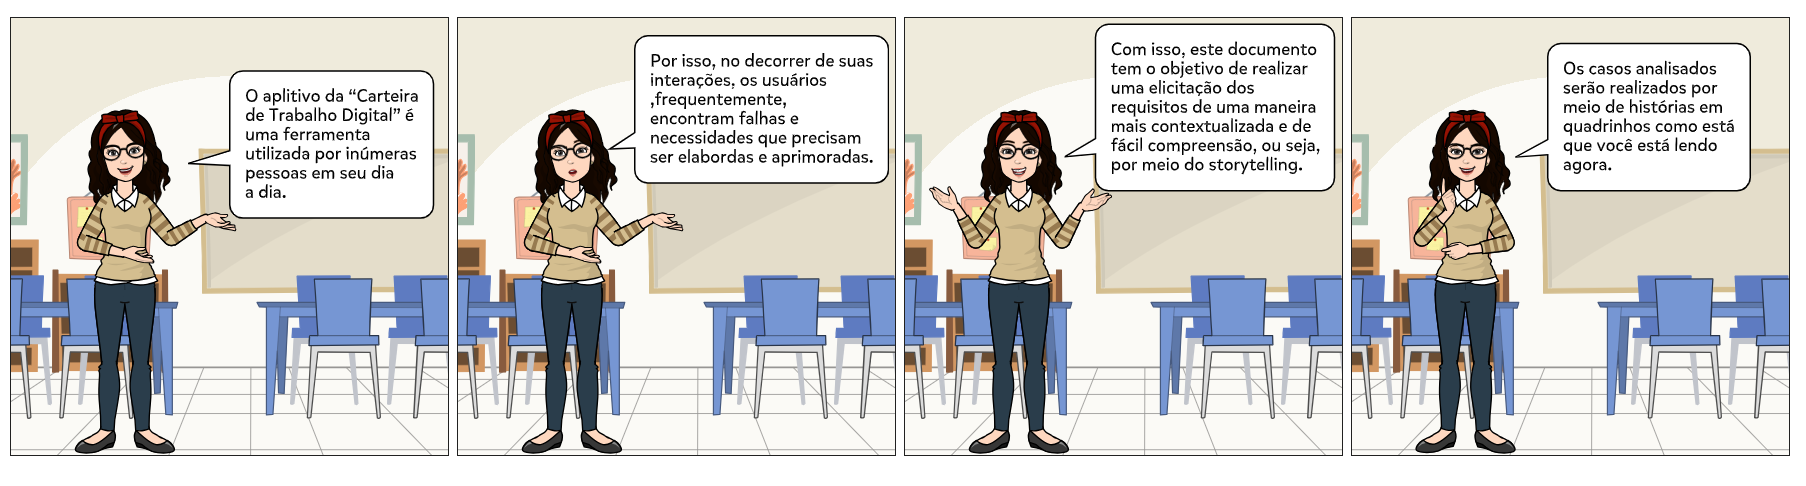 O aplitivo da “Carteira
de Trabalho Digital” é
uma ferramenta
utilizada por inúmeras
pessoas em seu dia
a dia.
Por isso, no decorrer de suas
interações, os usuários
,frequentemente,
encontram falhas e
necessidades que precisam
ser elabordas e aprimoradas.
Com isso, este documento
tem o objetivo de realizar
uma elicitação dos
requisitos de uma maneira
mais contextualizada e de
fácil compreensão, ou seja,
por meio do storytelling.
Os casos analisados
serão realizados por
meio de histórias em
quadrinhos como está
que você está lendo
agora.